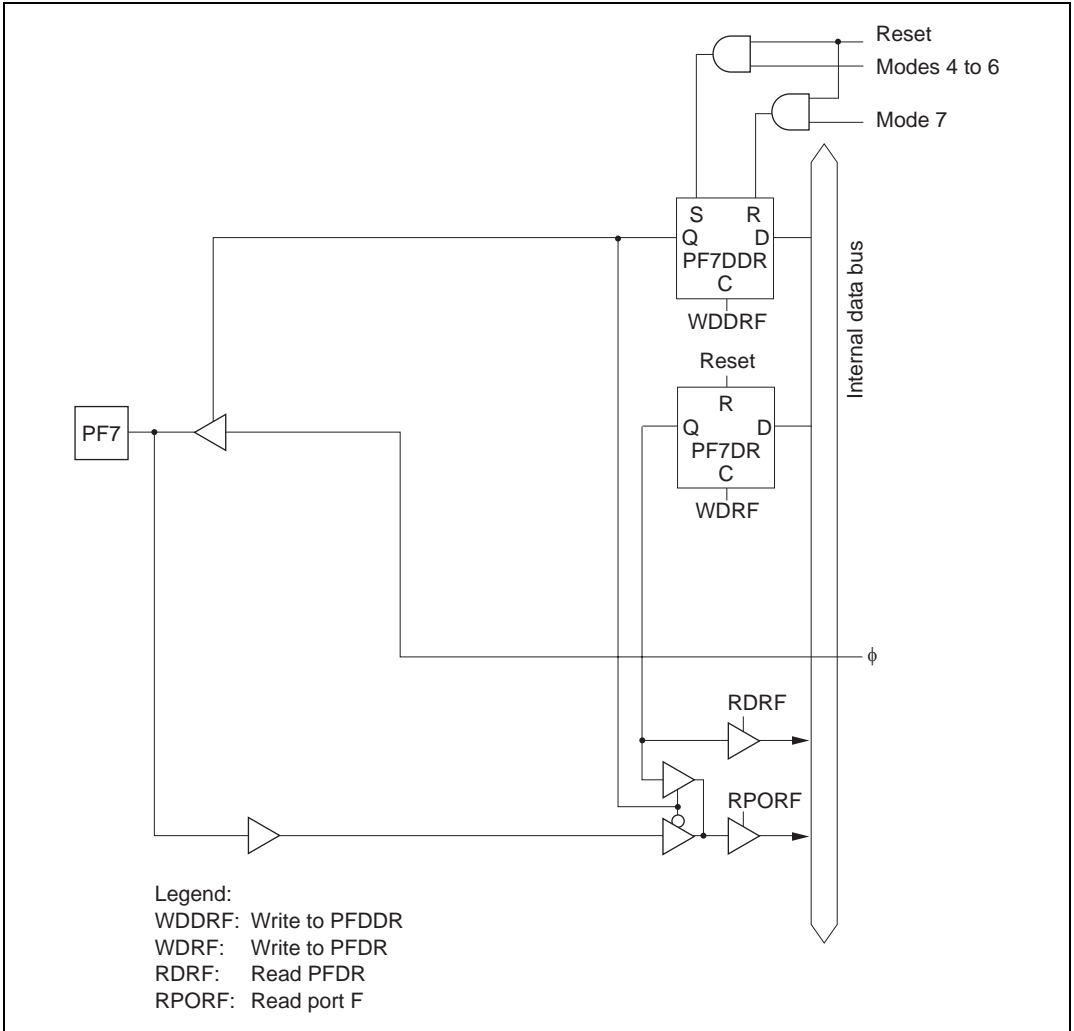 Reset
Modes 4 to 6
Mode 7
S R
Q D
PF7DDR
C
WDDRF
Internal data bus
Reset
R
PF7
Q D
PF7DR
C
WDRF
ϕ
RDRF
RPORF
Legend:
WDDRF: Write to PFDDR
WDRF: Write to PFDR
RDRF: Read PFDR
RPORF: Read port F